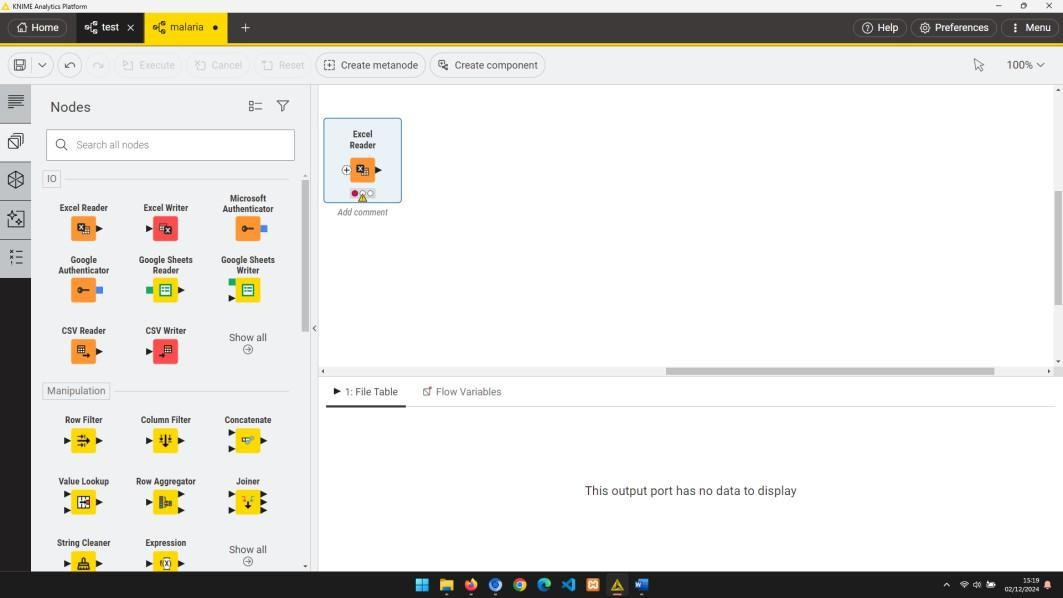 KNIME Analytics Platform
Home
test
malaria
Help
Preferences
Menu
Execute
Cancel
Reset
Create metanode
Create component
100%
Nodes
Search all nodes
IO
Excel Reader
Excel Writer
Microsoft
Authenticator
Google
Authenticator
Google Sheets
Reader
Google Sheets
Writer
CSV Reader
CSV Writer
Show all
Manipulation
Row Filter
Column Filter
Concatenate
Value Lookup
Row Aggregator
Joiner
String Cleaner
Expression
Show all
Excel
Reader
Add comment
1: File Table
Flow Variables
This output port has no data to display
15:19
02/12/2024